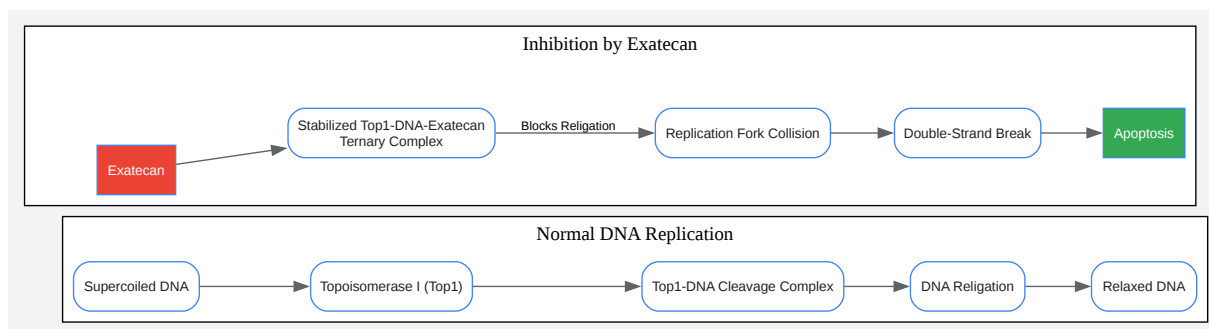 Inhibition by Exatecan
Exatecan
Stabilized Top1-DNA-Exatecan
Ternary Complex
Blocks Religation
Replication Fork Collision
Double-Strand Break
Apoptosis
Normal DNA Replication
Supercoiled DNA
Topoisomerase I (Top1)
Top1-DNA Cleavage Complex
DNA Religation
Relaxed DNA